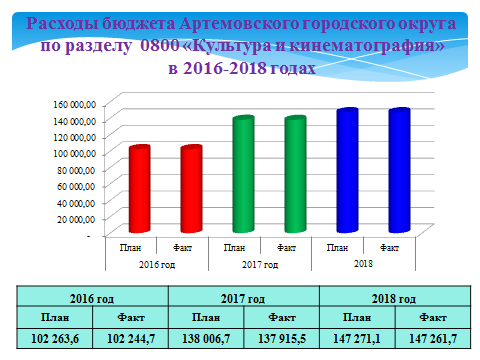 Расходы бюджета Артемовского городского округа
по разделу 0800 «Культура и кинематография»
в 2016-2018 годах
160 000,00
140 000,00
120 000,00
100 000,00
80 000,00
60 000,00
40 000,00
20 000,00
-
План Факт План Факт План Факт
2016 год 2017 год 2018
2016 год 2017 год 2018 год
План Факт План Факт План Факт
102 263,6 102 244,7 138 006,7 137 915,5 147 271,1 147 261,7